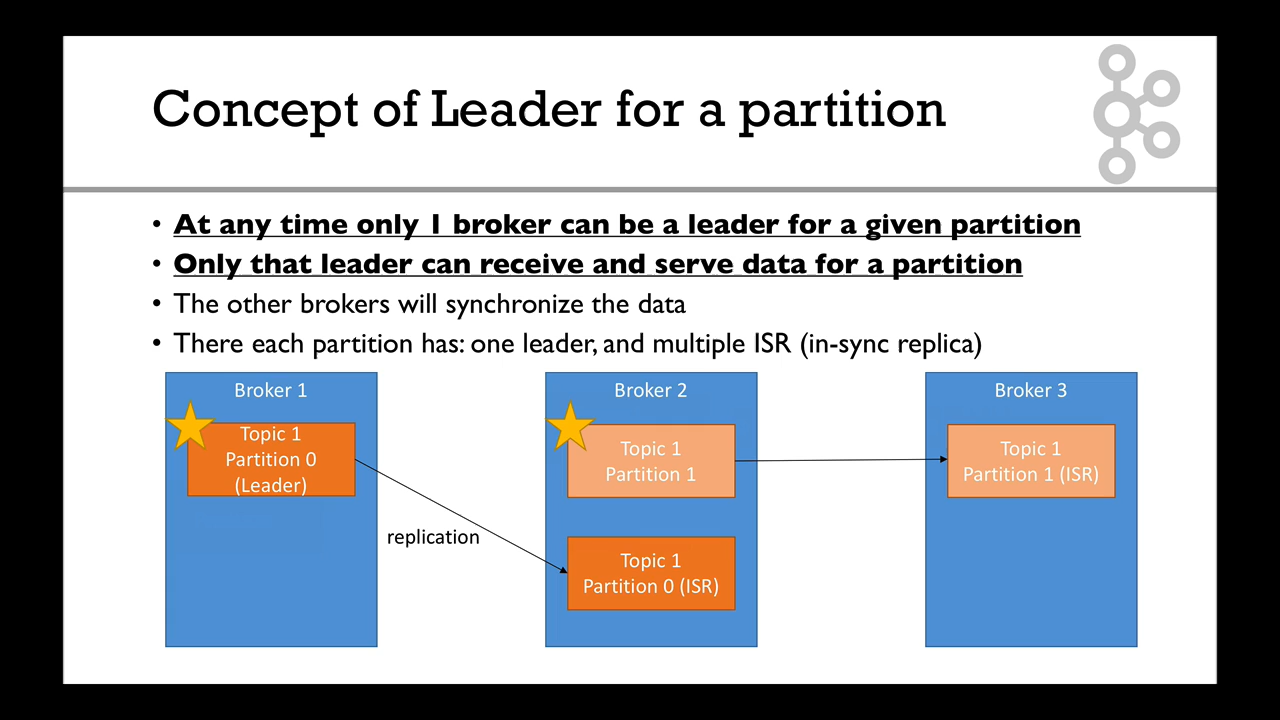 Concept of Leader for a partition
• At any time only 1 broker can be a leader for a given partition
• Only that leader can receive and serve data for a partition
• The other brokers will synchronize the data
• There each partition has: one leader, and multiple ISR (in-sync replica)
Broker 1
Topic 1
Partition 0
(Leader)
replication
Broker 2
Topic 1
Partition 1
Topic 1
Partition 0 (ISR)
Broker 3
Topic 1
Partition 1 (ISR)